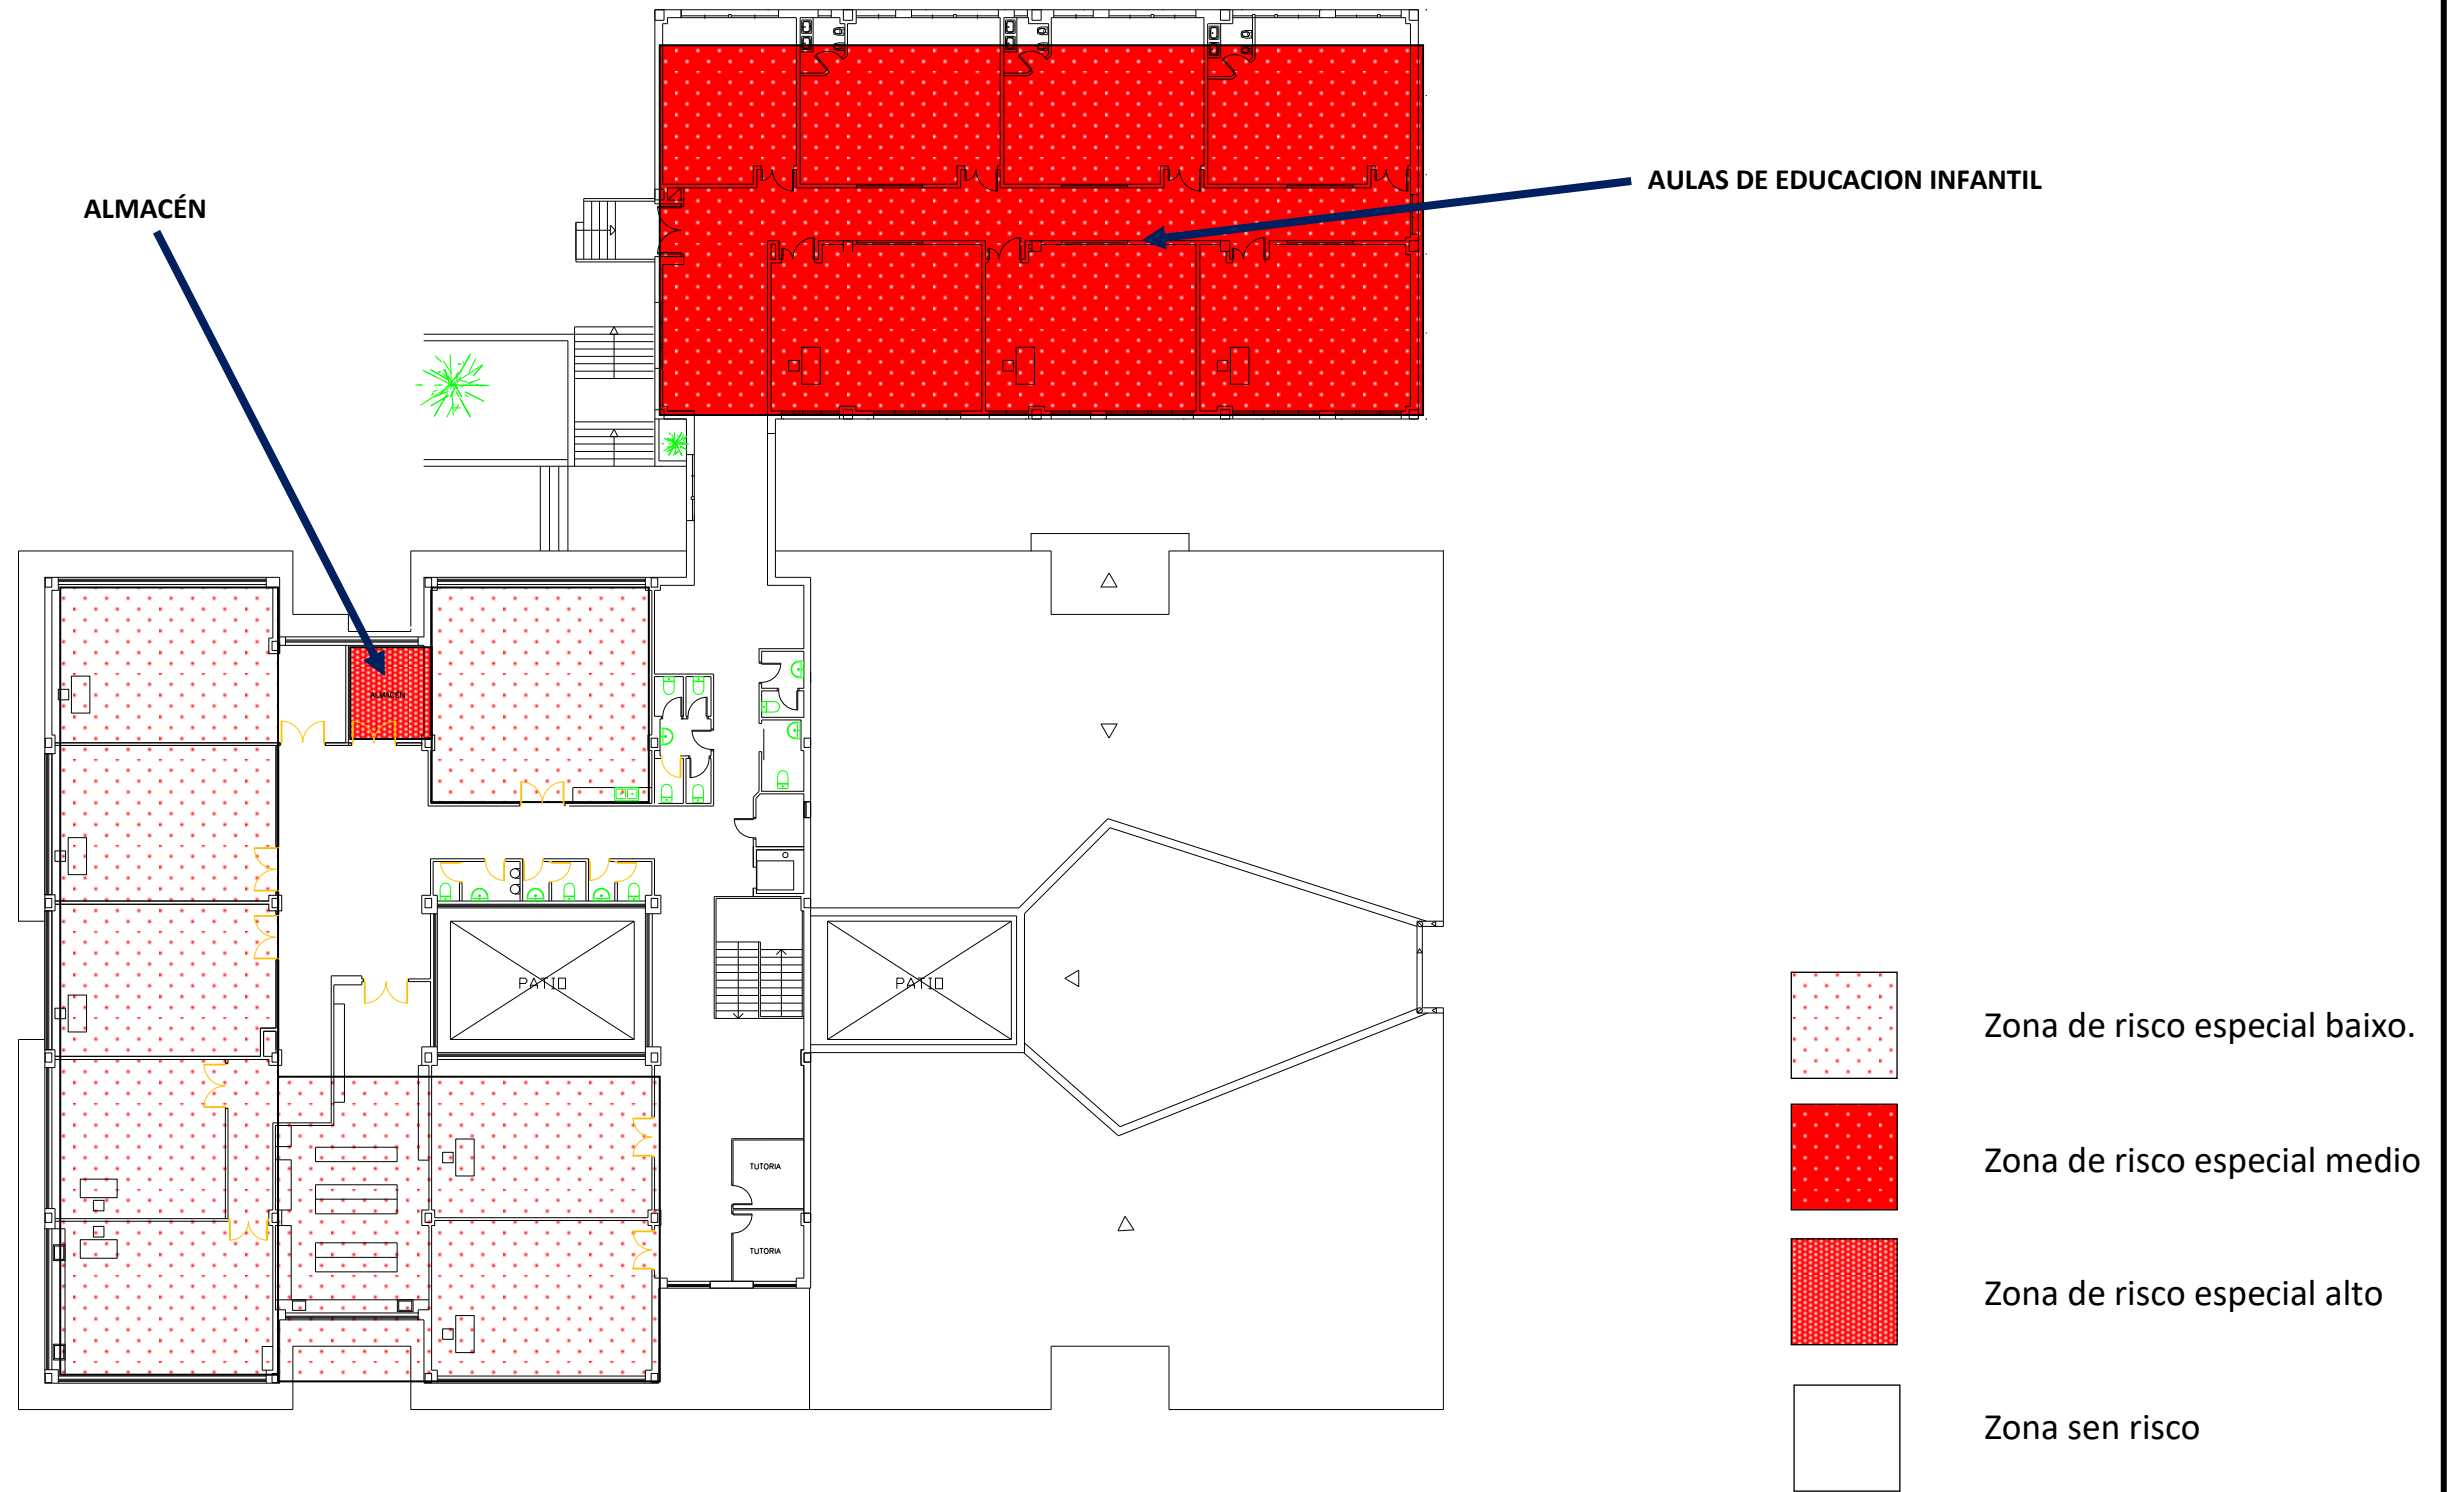 AULAS DE EDUCACION INFANTIL
ALMACÉN
ALMACÉN
PATIO
PATIO
TUTORIA
TUTORIA
Zona de risco especial baixo.
Zona de risco especial medio
Zona de risco especial alto
Zona sen risco